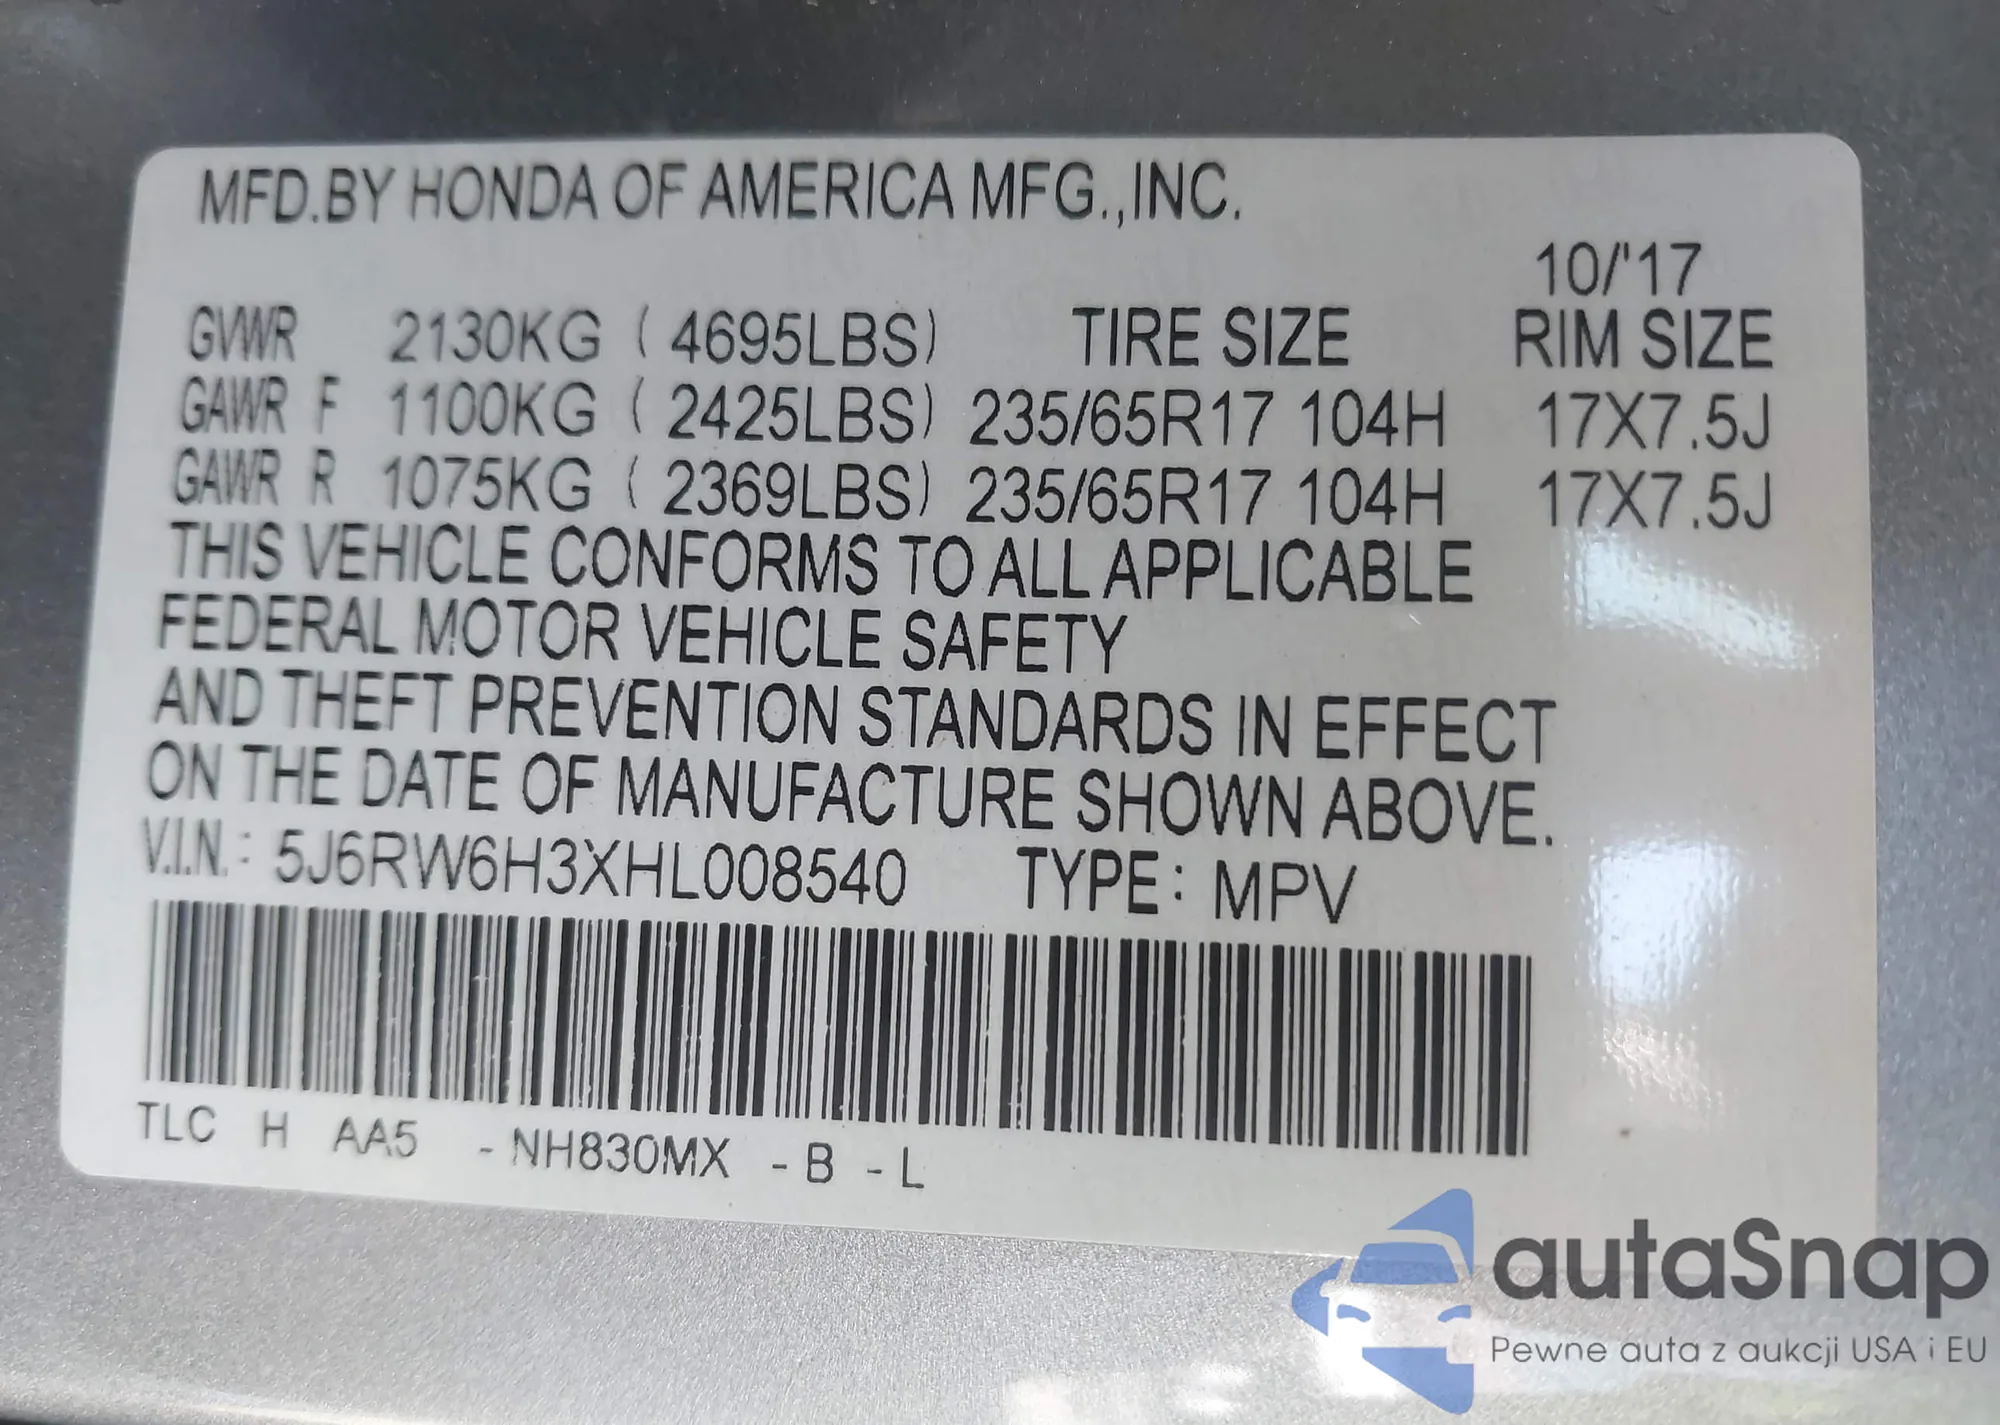 MFD.BY HONDA OF AMERICA MFG.,INC.
10/'17
GVWR 2130KG ( 4695LBS) TIRE SIZE RIM SIZE
GAWR F 1100KG ( 2425LBS) 235/65R17 104H 17X7.5J
GAWR R 1075KG ( 2369LBS) 235/65R17 104H 17X7.5J
THIS VEHICLE CONFORMS TO ALL APPLICABLE
FEDERAL MOTOR VEHICLE SAFETY
AND THEFT PREVENTION STANDARDS IN EFFECT
ON THE DATE OF MANUFACTURE SHOWN ABOVE.
V.I.N.: 5J6RW6H3XHL008540 TYPE: MPV
TLC H AA5 -NH830MX -B -L
autaSnap
Pewne auta z aukcji USA i EU